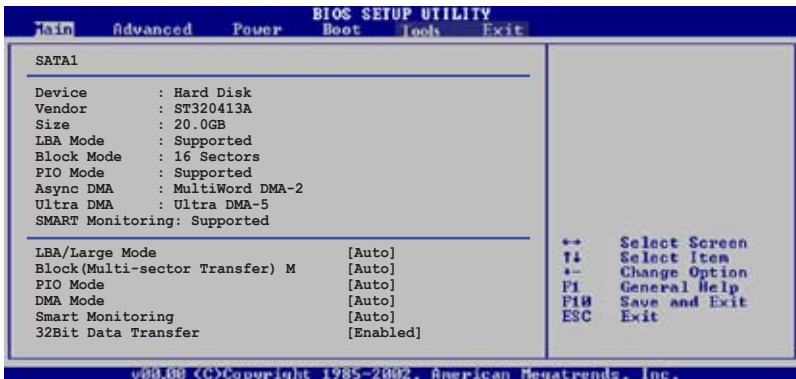 BIOS SETUP UTILITY
Main Advanced Power Boot Tools Exit
SATA1
Device : Hard Disk
Vendor : ST320413A
Size : 20.0GB
LBA Mode : Supported
Block Mode : 16 Sectors
PIO Mode : Supported
Async DMA : MultiWord DMA-2
Ultra DMA : Ultra DMA-5
SMART Monitoring: Supported
LBA/Large Mode [Auto]
Block(Multi-sector Transfer) M [Auto]
PIO Mode [Auto]
DMA Mode [Auto]
Smart Monitoring [Auto]
32Bit Data Transfer [Enabled]
↔ Select Screen
↑↓ Select Item
+- Change Option
F1 General Help
F10 Save and Exit
ESC Exit
v00.00 (C)Copyright 1985-2002, American Megatrends, Inc.